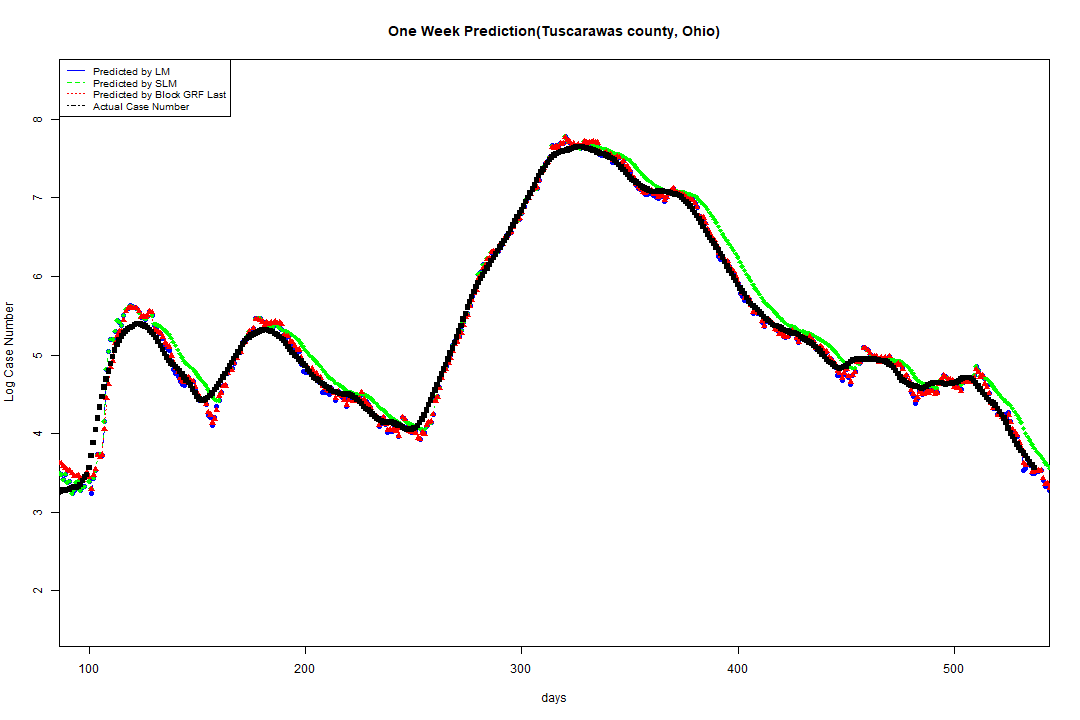 One Week Prediction(Tuscarawas county, Ohio)
Predicted by LM
Predicted by SLM
Predicted by Block GRF Last
Actual Case Number
Log Case Number
8
7
6
5
4
3
2
100 200 300 400 500
days